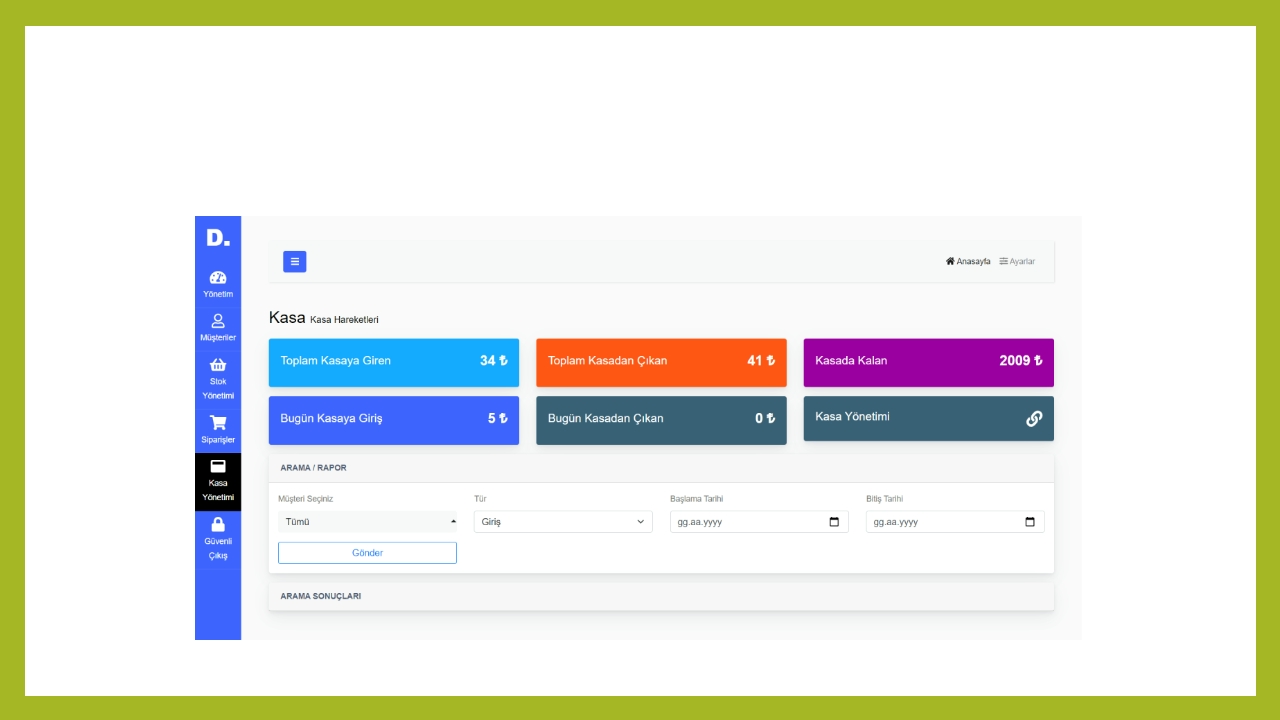 D.
Yönetim
Müşteriler
Stok
Yönetimi
Siparişler
Kasa
Yönetimi
Güvenli
Çıkış
Anasayfa Ayarlar
Kasa Kasa Hareketleri
Toplam Kasaya Giren 34 ₺
Toplam Kasadan Çıkan 41 ₺
Kasada Kalan 2009 ₺
Bugün Kasaya Giriş 5 ₺
Bugün Kasadan Çıkan 0 ₺
Kasa Yönetimi
ARAMA / RAPOR
Müşteri Seçiniz
Tür
Başlama Tarihi
Bitiş Tarihi
Tümü
Giriş
gg.aa.yyyy
gg.aa.yyyy
Gönder
ARAMA SONUÇLARI